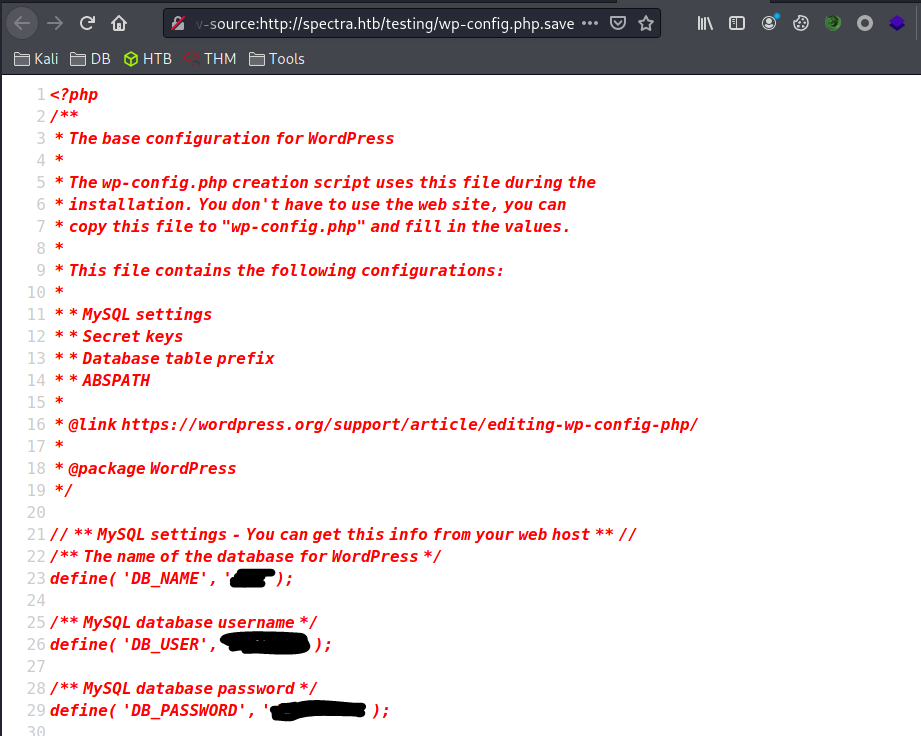 v-source:http://spectra.htb/testing/wp-config.php.save
Kali DB HTB THM Tools
1 <?php
2 /**
3  * The base configuration for WordPress
4  *
5  * The wp-config.php creation script uses this file during the
6  * installation. You don't have to use the web site, you can
7  * copy this file to "wp-config.php" and fill in the values.
8  *
9  * This file contains the following configurations:
10  *
11  * * MySQL settings
12  * * Secret keys
13  * * Database table prefix
14  * * ABSPATH
15  *
16  * @link https://wordpress.org/support/article/editing-wp-config-php/
17  *
18  * @package WordPress
19  */
20
21 // ** MySQL settings - You can get this info from your web host ** //
22 /** The name of the database for WordPress */
23 define( 'DB_NAME', ' );
24
25 /** MySQL database username */
26 define( 'DB_USER', );
27
28 /** MySQL database password */
29 define( 'DB_PASSWORD', ' );
30